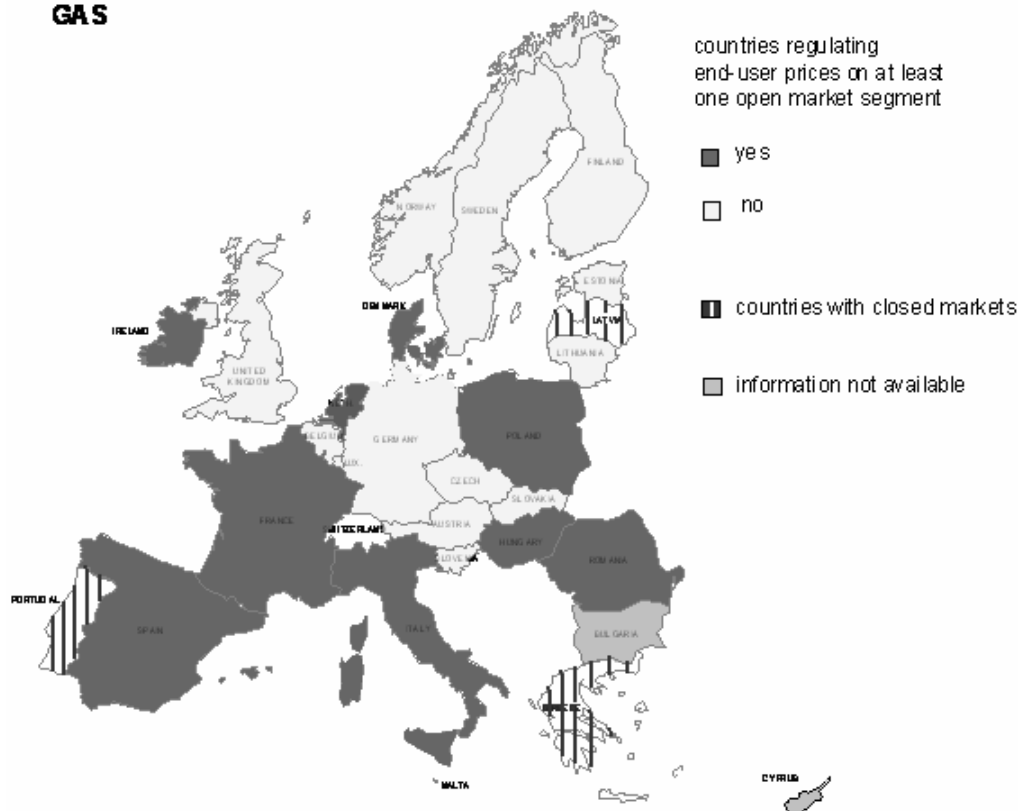 GAS
countries regulating
end-user prices on at least
one open market segment
yes
no
countries with closed markets
information not available
FINLAND
NORWAY
SWEDEN
ESTONIA
DENMARK
LATVIA
IRELAND
LITHUANIA
UNITED
KINGDOM
BELGIUM
GERMANY
POLAND
LUX.
CZECH
SLOVAKIA
FRANCE
SWITZERLAND
AUSTRIA
HUNGARY
ROMANIA
PORTUGAL
SPAIN
ITALY
BULGARIA
MALTA
CYPRUS